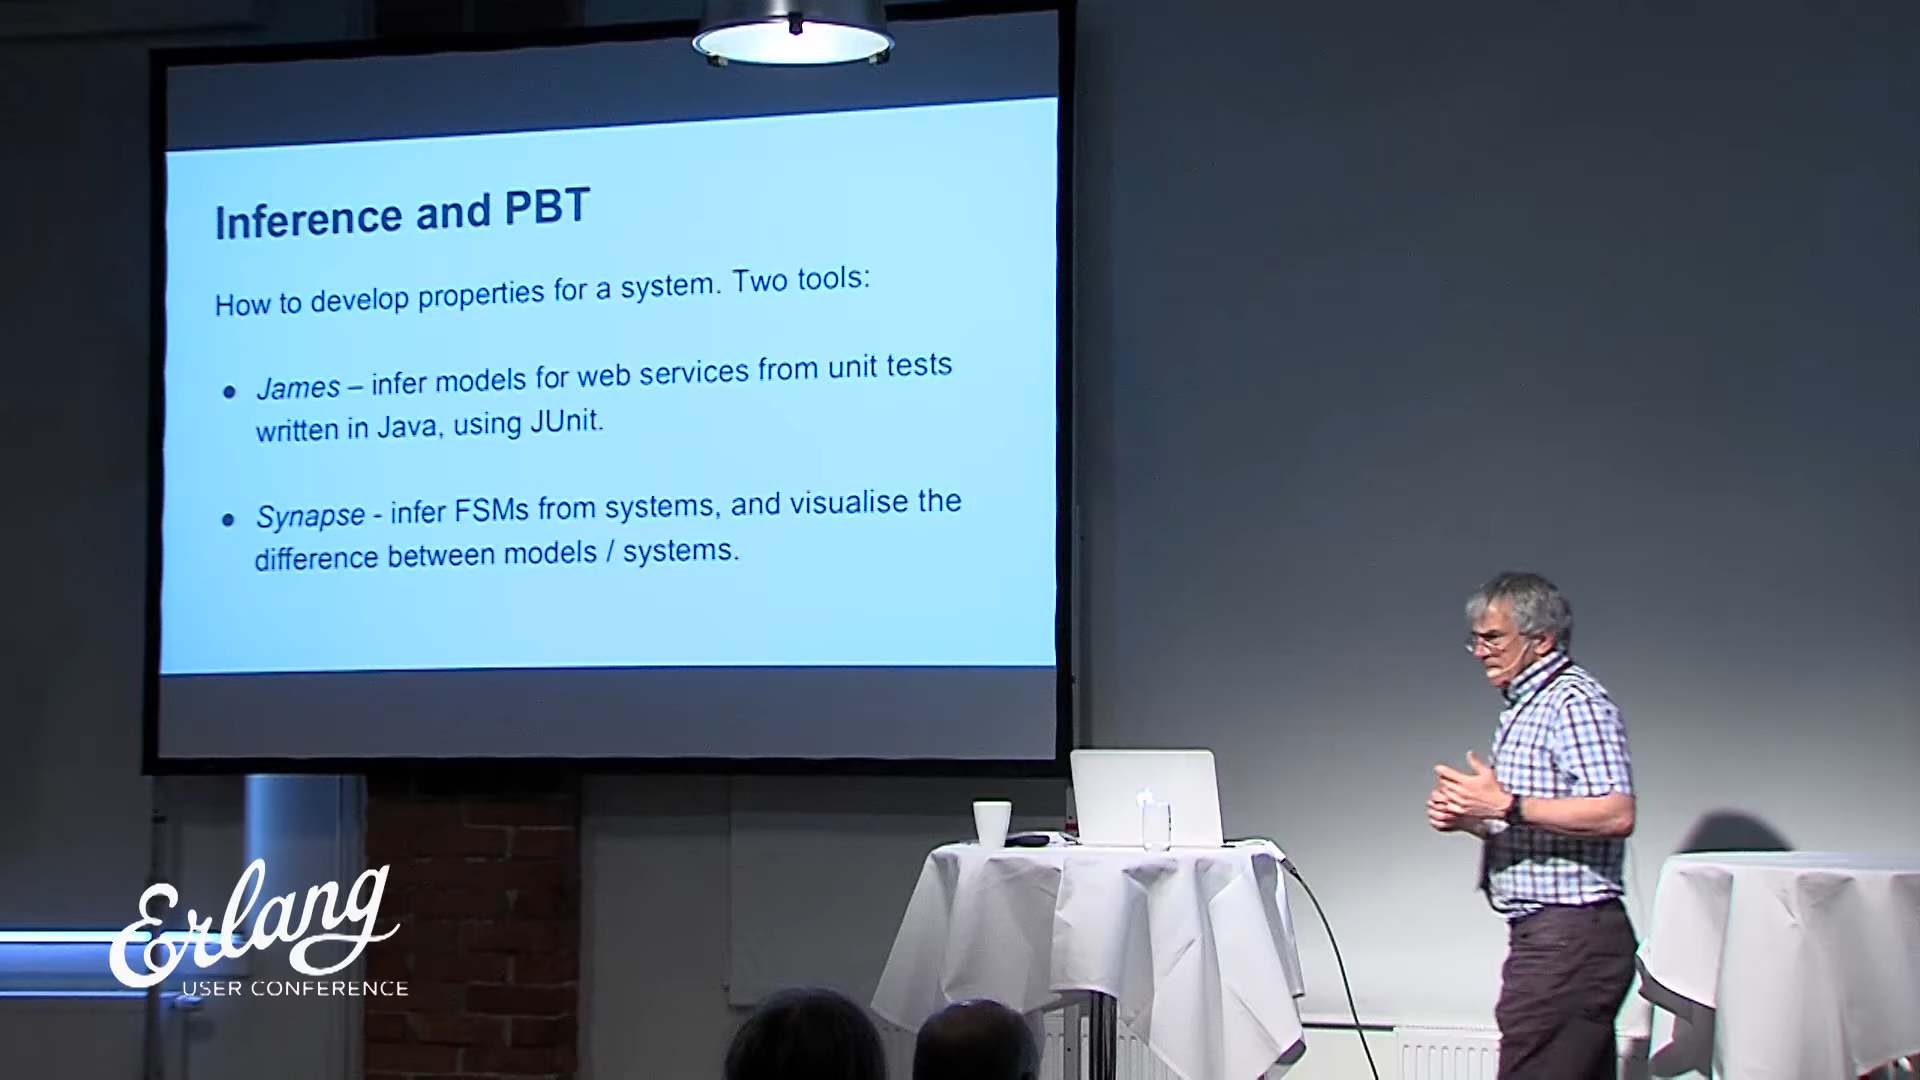 Inference and PBT
How to develop properties for a system. Two tools:
● James – infer models for web services from unit tests
written in Java, using JUnit.
● Synapse - infer FSMs from systems, and visualise the
difference between models / systems.
Erlang
USER CONFERENCE